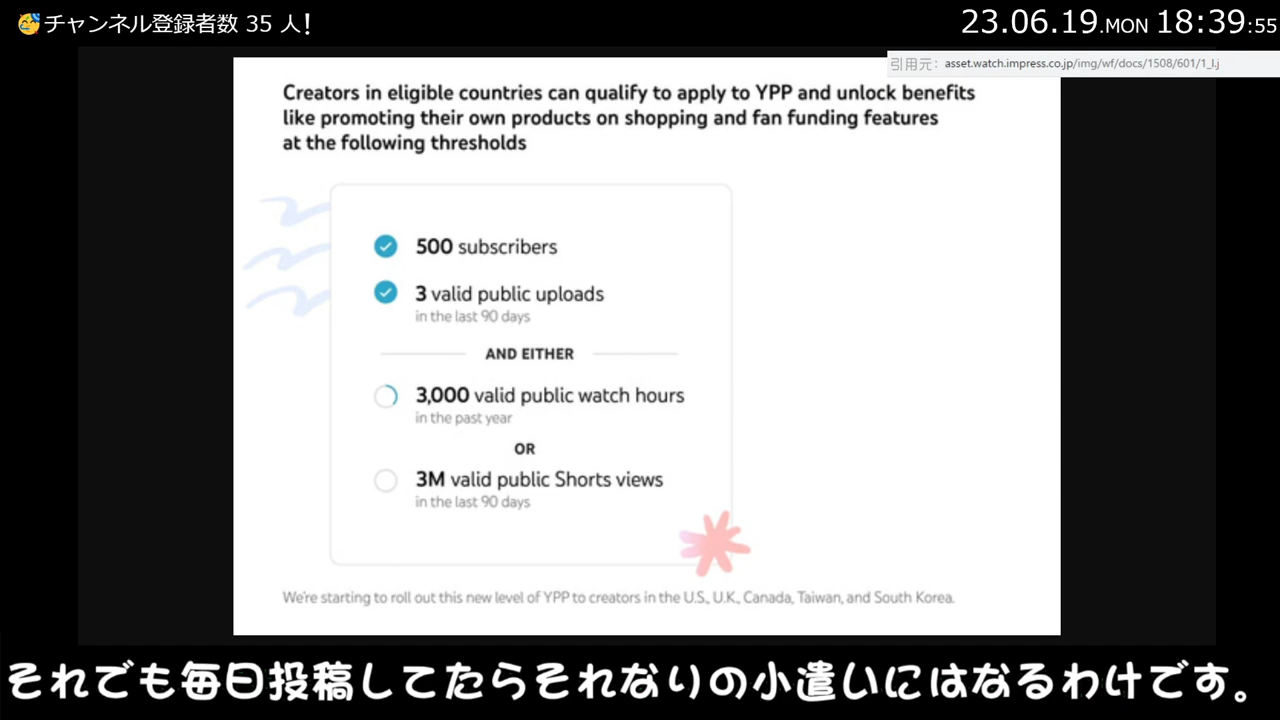 🥳チャンネル登録者数 35 人!
23.06.19.MON 18:39:55
引用元: asset.watch.impress.co.jp/img/wf/docs/1508/601/1_l.j
Creators in eligible countries can qualify to apply to YPP and unlock benefits
like promoting their own products on shopping and fan funding features
at the following thresholds
500 subscribers
3 valid public uploads
in the last 90 days
AND EITHER
3,000 valid public watch hours
in the past year
OR
3M valid public Shorts views
in the last 90 days
We're starting to roll out this new level of YPP to creators in the U.S., U.K., Canada, Taiwan, and South Korea.
それでも毎日投稿してたらそれなりの小遣いにはなるわけです。